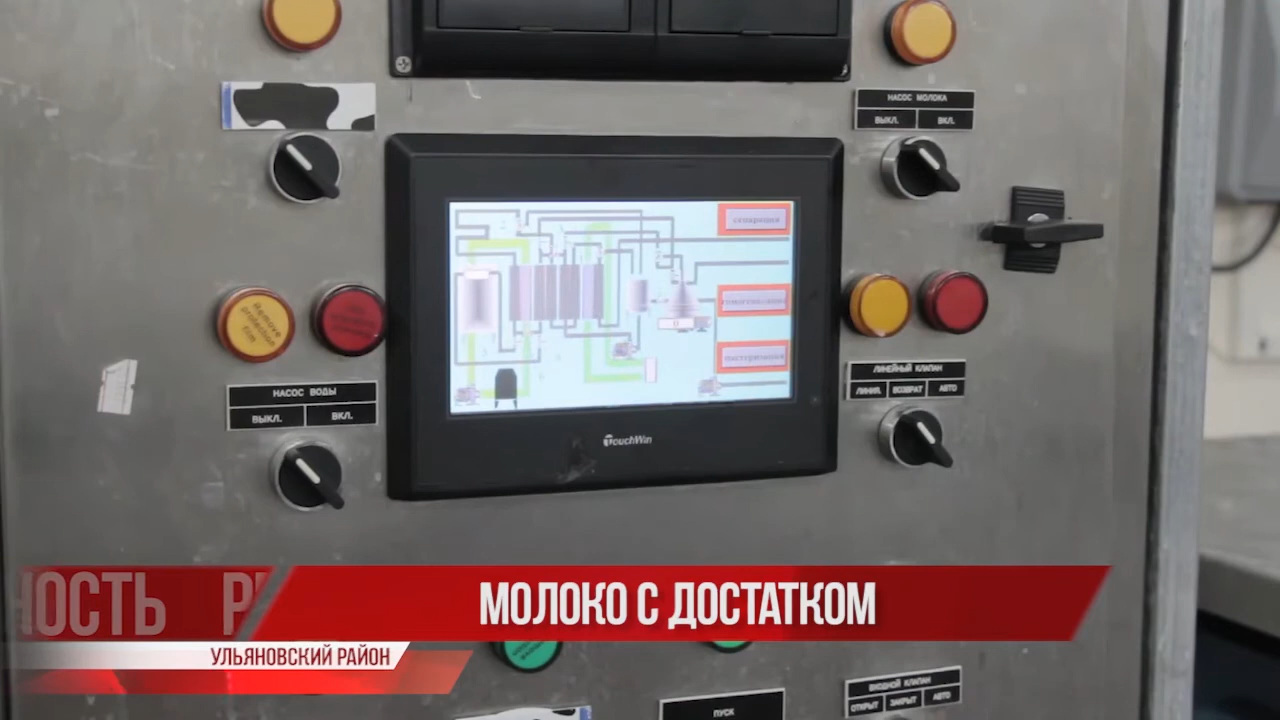 НАСОС МОЛОКА
ВЫКЛ. ВКЛ.
сепарация
гомогенизация
пастеризация
Remove
protection
film
НАСОС ВОДЫ
ВЫКЛ. ВКЛ.
ЛИНЕЙНЫЙ КЛАПАН
ЛИНИЯ. ВОЗВРАТ АВТО
TouchWin
НОСТЬ
МОЛОКО С ДОСТАТКОМ
УЛЬЯНОВСКИЙ РАЙОН
ВХОДНОЙ КЛАПАН
ОТКРЫТ ЗАКРЫТ АВТО
ПУСК